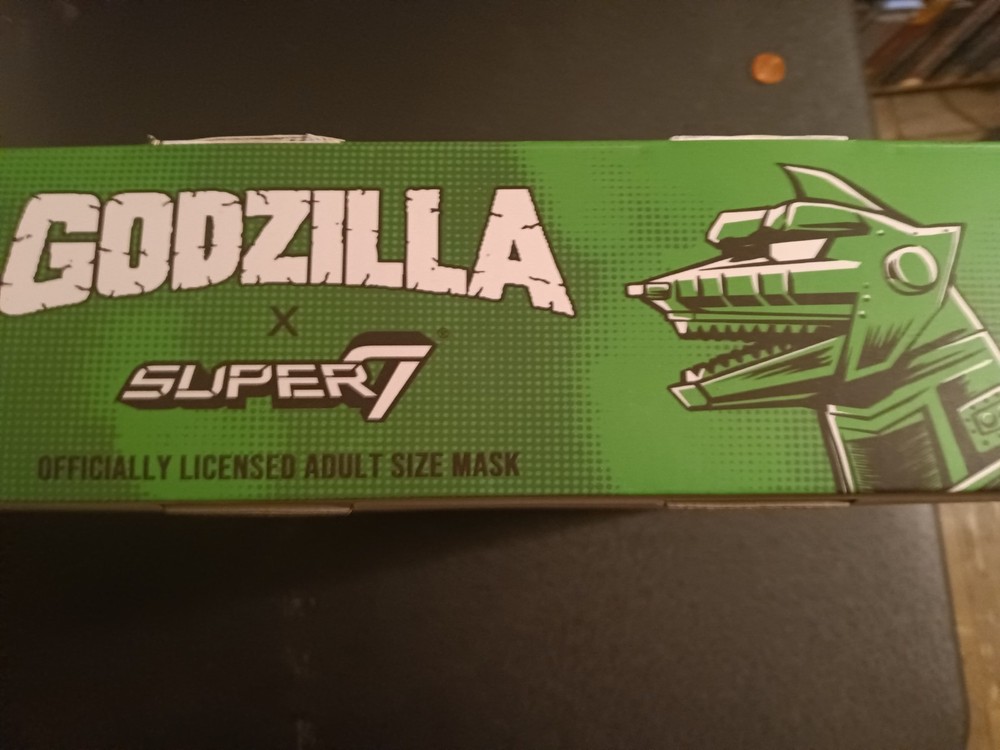 GODZILLA
X
SUPER7
OFFICIALLY LICENSED ADULT SIZE MASK